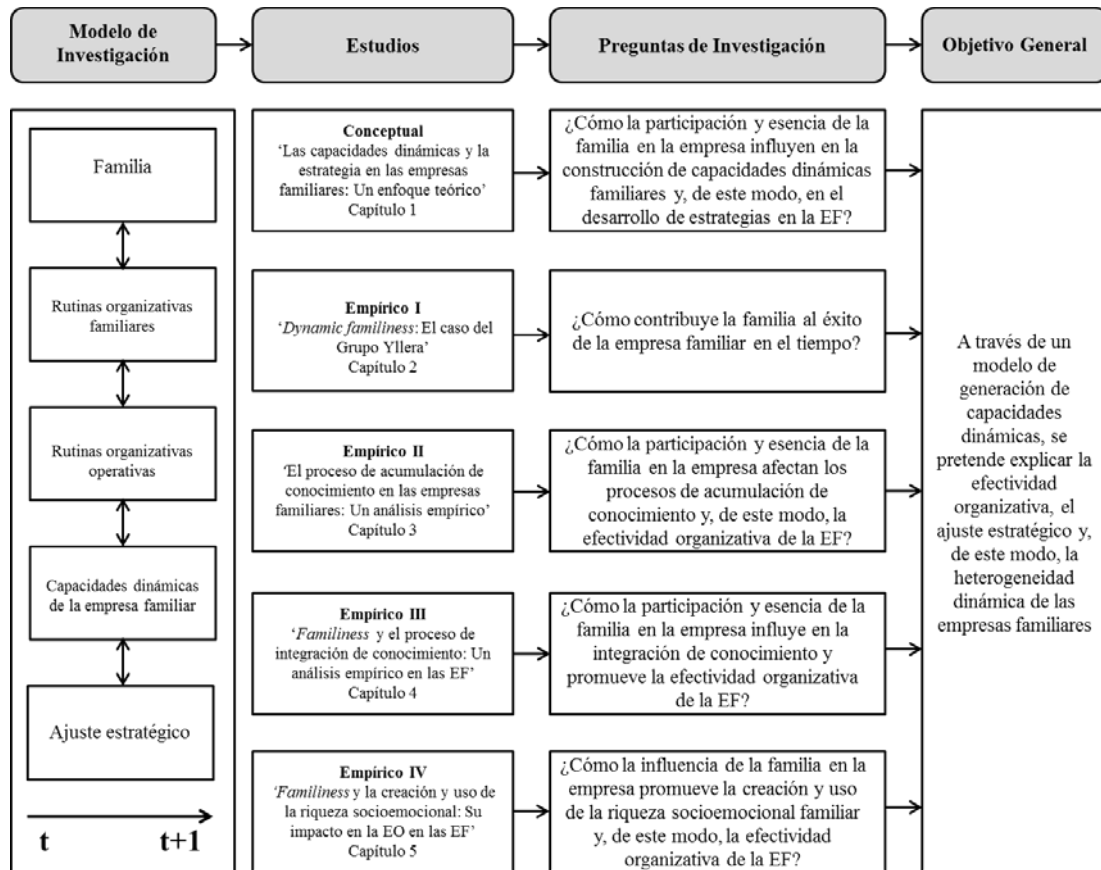 Modelo de
Investigación
Estudios
Preguntas de Investigación
Objetivo General
Familia
Rutinas organizativas
familiares
Rutinas organizativas
operativas
Capacidades dinámicas
de la empresa familiar
Ajuste estratégico
t
t+1
Conceptual
‘Las capacidades dinámicas y la
estrategia en las empresas
familiares: Un enfoque teórico’
Capítulo 1
¿Cómo la participación y esencia de la
familia en la empresa influyen en la
construcción de capacidades dinámicas
familiares y, de este modo, en el
desarrollo de estrategias en la EF?
Empírico I
‘Dynamic familiness: El caso del
Grupo Yllera’
Capítulo 2
¿Cómo contribuye la familia al éxito
de la empresa familiar en el tiempo?
Empírico II
‘El proceso de acumulación de
conocimiento en las empresas
familiares: Un análisis empírico’
Capítulo 3
¿Cómo la participación y esencia de la
familia en la empresa afectan los
procesos de acumulación de
conocimiento y, de este modo, la
efectividad organizativa de la EF?
Empírico III
‘Familiness y el proceso de
integración de conocimiento: Un
análisis empírico en las EF’
Capítulo 4
¿Cómo la participación y esencia de la
familia en la empresa influye en la
integración de conocimiento y
promueve la efectividad organizativa
de la EF?
Empírico IV
‘Familiness y la creación y uso de
la riqueza socioemocional: Su
impacto en la EO en las EF’
Capítulo 5
¿Cómo la influencia de la familia en la
empresa promueve la creación y uso
de la riqueza socioemocional familiar
y, de este modo, la efectividad
organizativa de la EF?
A través de un
modelo de
generación de
capacidades
dinámicas, se
pretende explicar la
efectividad
organizativa, el
ajuste estratégico y,
de este modo, la
heterogeneidad
dinámica de las
empresas familiares